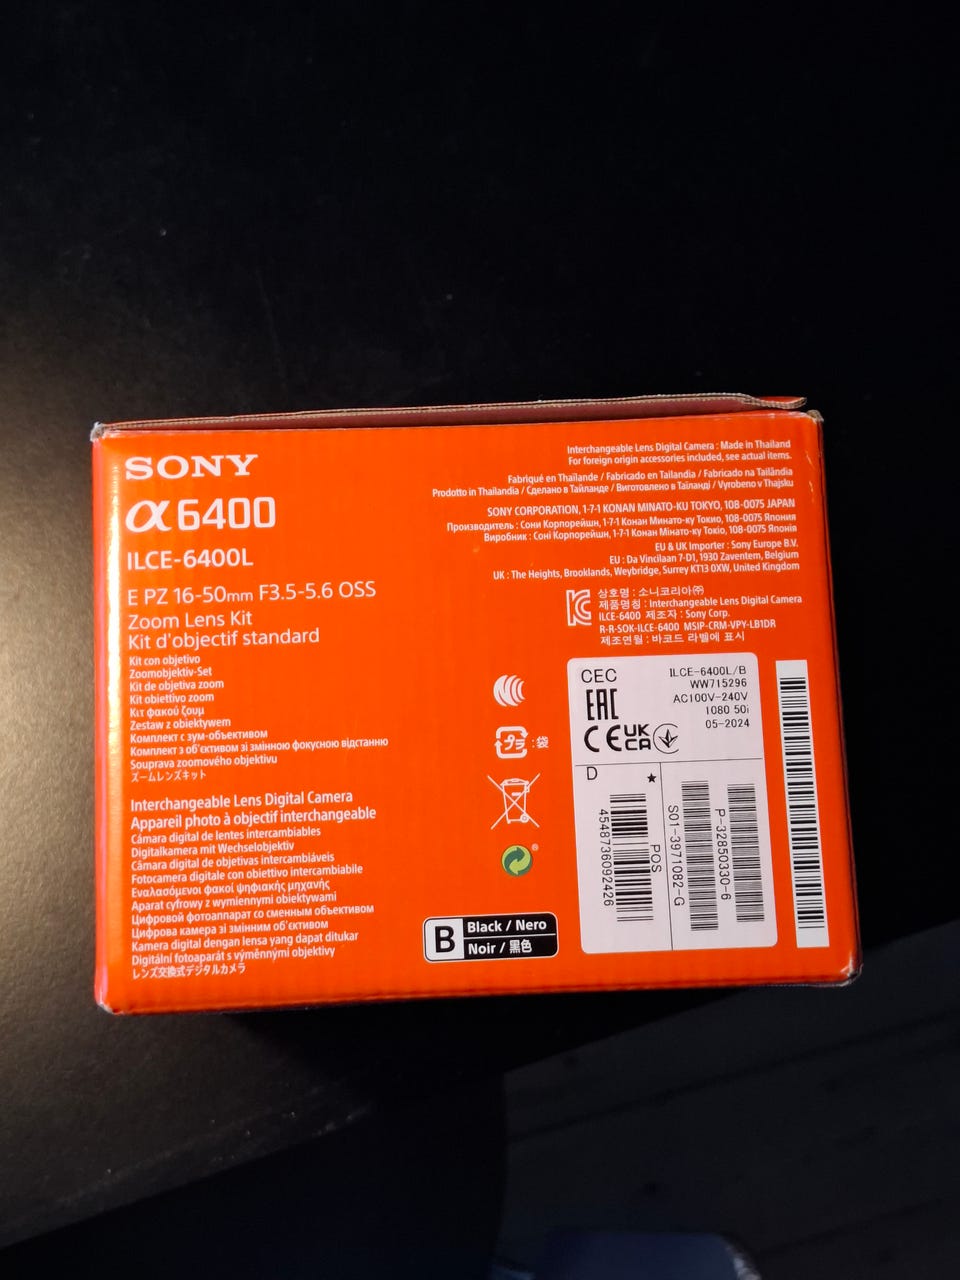 SONY
α6400
ILCE-6400L
E PZ 16-50mm F3.5-5.6 OSS
Zoom Lens Kit
Kit d'objectif standard
Kit con objetivo
Zoomobjektiv-Set
Kit de objetiva zoom
Kit obiettivo zoom
Κιτ φακού ζουμ
Zestaw z obiektywem
Комплект с зум-объективом
Комплект з об'єктивом зі змінною фокусною відстанню
Souprava zoomového objektivu
ズームレンズキット
Interchangeable Lens Digital Camera
Appareil photo à objectif interchangeable
Cámara digital de lentes intercambiables
Digitalkamera mit Wechselobjektiv
Câmara digital de objetivas intercambiáveis
Fotocamera digitale con obiettivo intercambiabile
Εναλασσόμενοι φακοί ψηφιακής μηχανής
Aparat cyfrowy z wymiennymi obiektywami
Цифровой фотоаппарат со сменным объективом
Цифрова камера зі змінним об'єктивом
Kamera digital dengan lensa yang dapat ditukar
Digitální fotoaparát s výměnnými objektivy
レンズ交換式デジタルカメラ
Interchangeable Lens Digital Camera : Made in Thailand
For foreign origin accessories included, see actual items.
Fabriqué en Thaïlande / Fabricado en Tailandia / Fabricado na Tailândia
Prodotto in Thailandia / Сделано в Тайланде / Виготовлено в Таїланді / Vyrobeno v Thajsku
SONY CORPORATION, 1-7-1 KONAN MINATO-KU TOKYO, 108-0075 JAPAN
Производитель : Сони Корпорейшн, 1-7-1 Конан Минато-ку Токио, 108-0075 Япония
Виробник : Соні Корпорейшн, 1-7-1 Конан Мінато-ку Токіо, 108-0075 Японія
EU & UK Importer : Sony Europe B.V.
EU : Da Vincilaan 7-D1, 1930 Zaventem, Belgium
UK : The Heights, Brooklands, Weybridge, Surrey KT13 0XW, United Kingdom
상호명 : 소니코리아㈜
제품명칭 : Interchangeable Lens Digital Camera
ILCE-6400 제조자 : Sony Corp.
R-R-SOK-ILCE-6400 MSIP-CRM-VPY-LB1DR
제조연월 : 바코드 라벨에 표시
プラ : 袋
®
B Black / Nero
Noir / 黒色
CEC
EAC
CE UKCA
ILCE-6400L/B
WW715296
AC100V-240V
1080 50i
05-2024
D ★
4548736092426
POS
S01-3971082-G
P-32850330-6